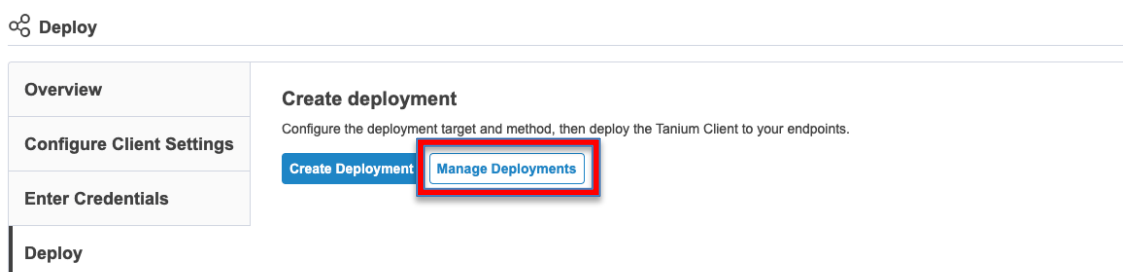 Deploy
Overview
Configure Client Settings
Enter Credentials
Deploy
Create deployment
Configure the deployment target and method, then deploy the Tanium Client to your endpoints.
Create Deployment
Manage Deployments